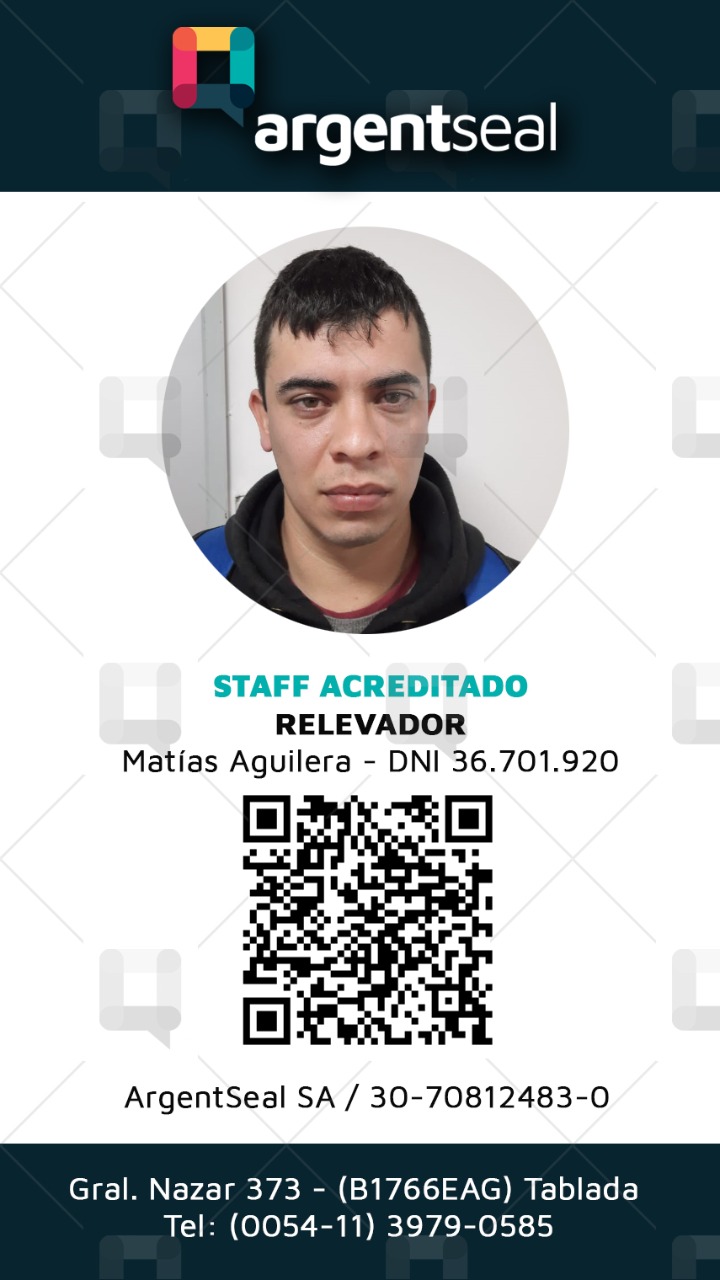 argentseal
STAFF ACREDITADO
RELEVADOR
Matías Aguilera - DNI 36.701.920
ArgentSeal SA / 30-70812483-0
Gral. Nazar 373 - (B1766EAG) Tablada
Tel: (0054-11) 3979-0585